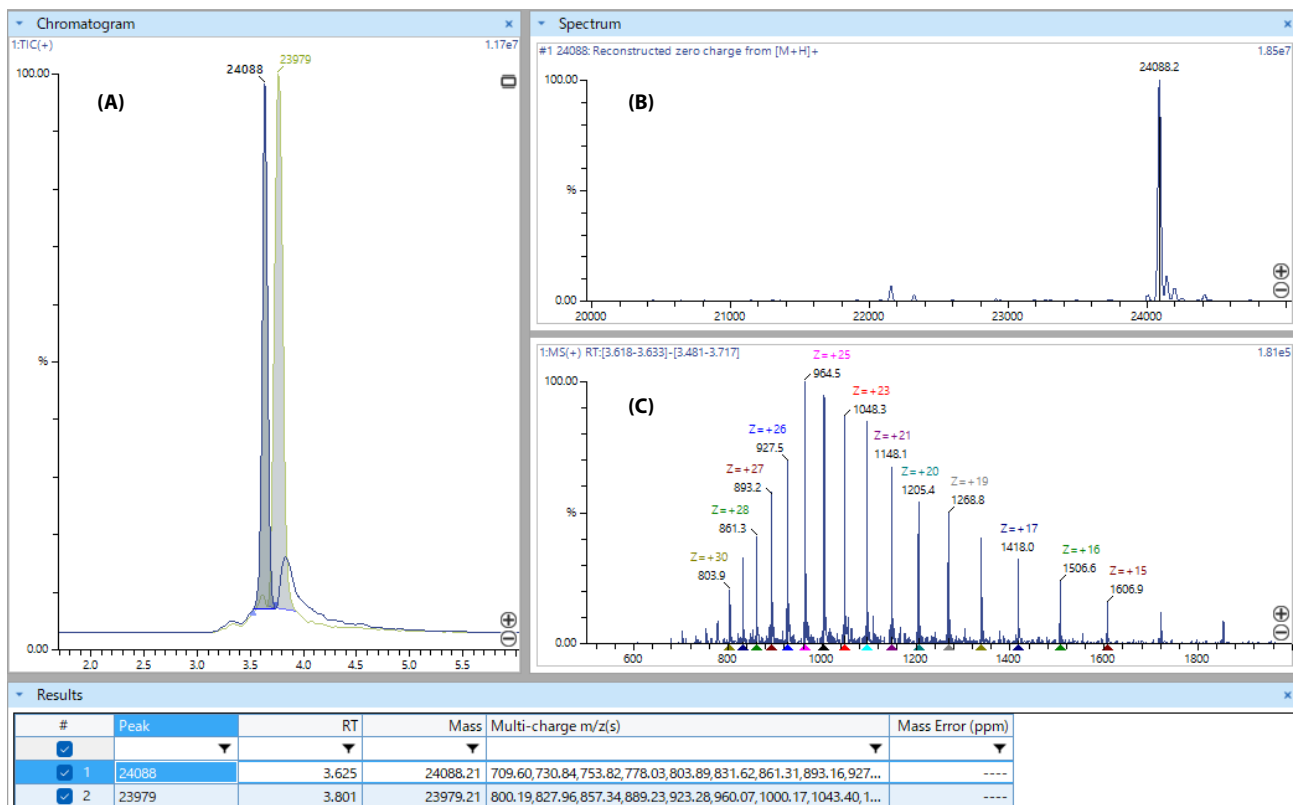 Chromatogram
1:TIC(+) 1.17e7
100.00
24088
23979
(A)
%
0.00
2.0 2.5 3.0 3.5 4.0 4.5 5.0 5.5
Spectrum
#1 24088: Reconstructed zero charge from [M+H]+ 1.85e7
100.00
24088.2
(B)
%
0.00
20000 21000 22000 23000 24000
1:MS(+) RT:[3.618-3.633]-[3.481-3.717] 1.81e5
100.00
Z=+25
964.5
(C)
Z=+23
1048.3
Z=+26
927.5
Z=+21
1148.1
Z=+27
893.2
Z=+20
1205.4
Z=+19
1268.8
%
Z=+28
861.3
Z=+17
1418.0
Z=+30
803.9
Z=+16
1506.6
Z=+15
1606.9
0.00
600 800 1000 1200 1400 1600 1800
Results
# Peak RT Mass Multi-charge m/z(s) Mass Error (ppm)
1 24088 3.625 24088.21 709.60,730.84,753.82,778.03,803.89,831.62,861.31,893.16,927... ----
2 23979 3.801 23979.21 800.19,827.96,857.34,889.23,923.28,960.07,1000.17,1043.40,1... ----